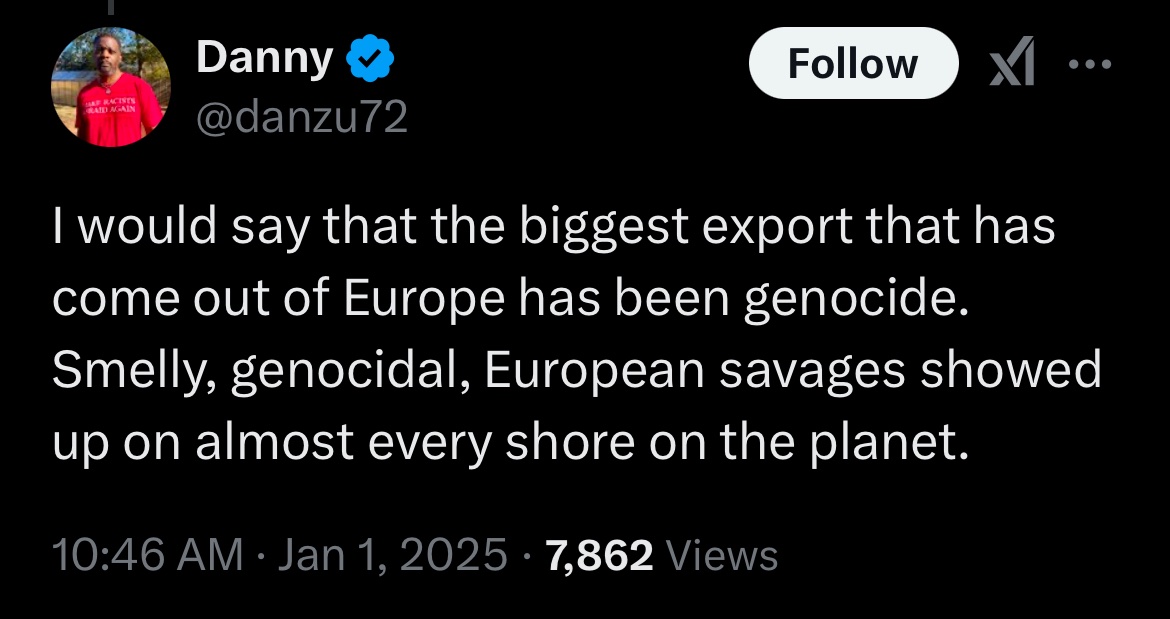 Danny
Follow
@danzu72
I would say that the biggest export that has
come out of Europe has been genocide.
Smelly, genocidal, European savages showed
up on almost every shore on the planet.
10:46 AM · Jan 1, 2025 · 7,862 Views